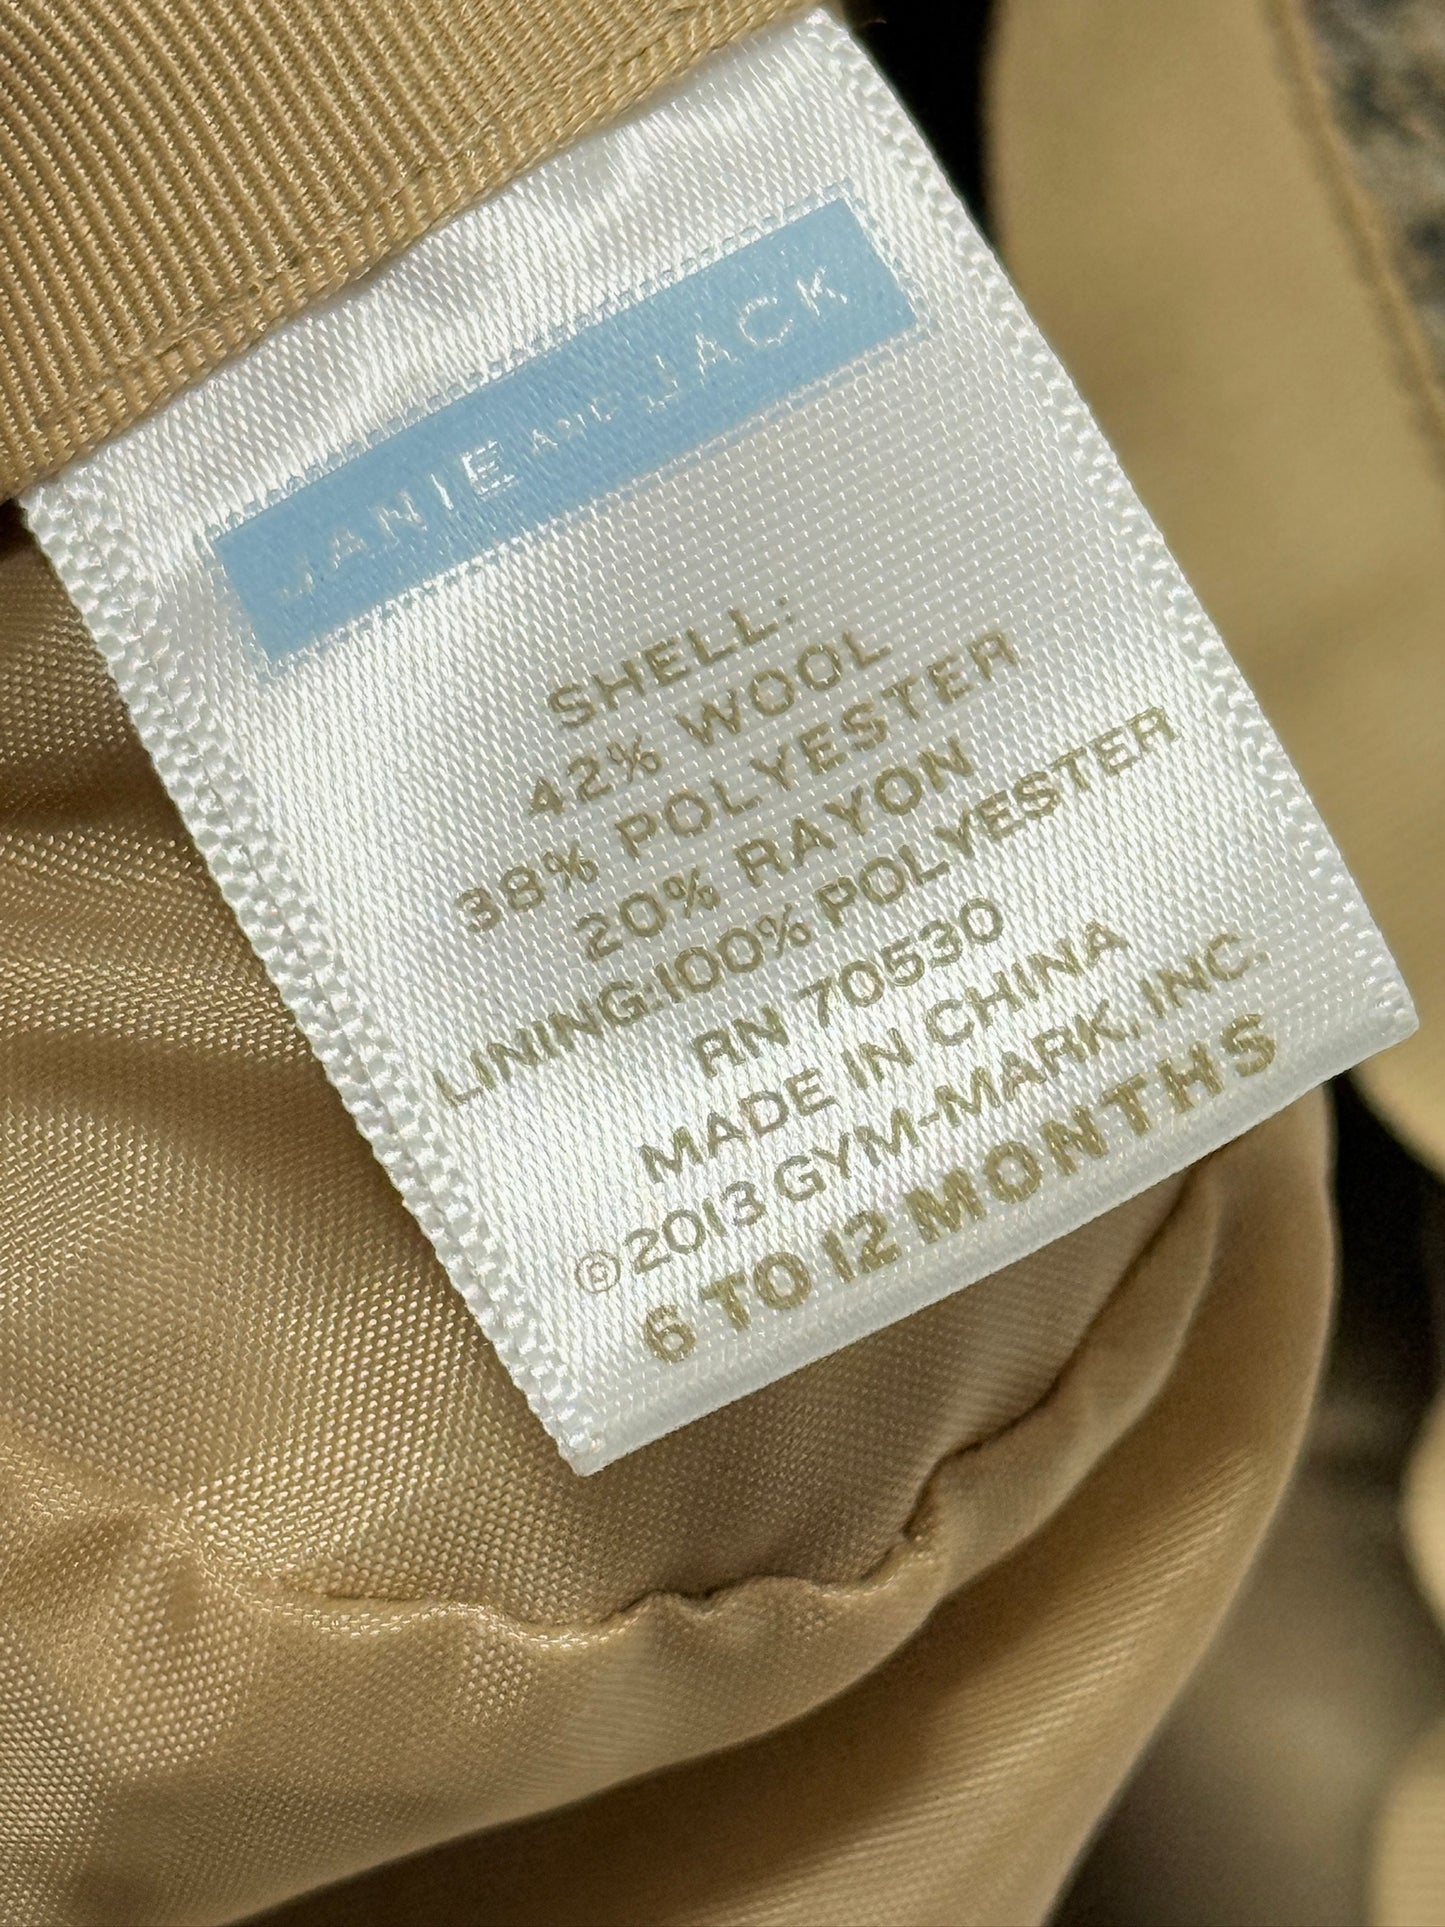 JANIE AND JACK
SHELL:
42% WOOL
38% POLYESTER
20% RAYON
LINING:100% POLYESTER
RN 70530
MADE IN CHINA
©2013 GYM-MARK, INC.
6 TO 12 MONTHS